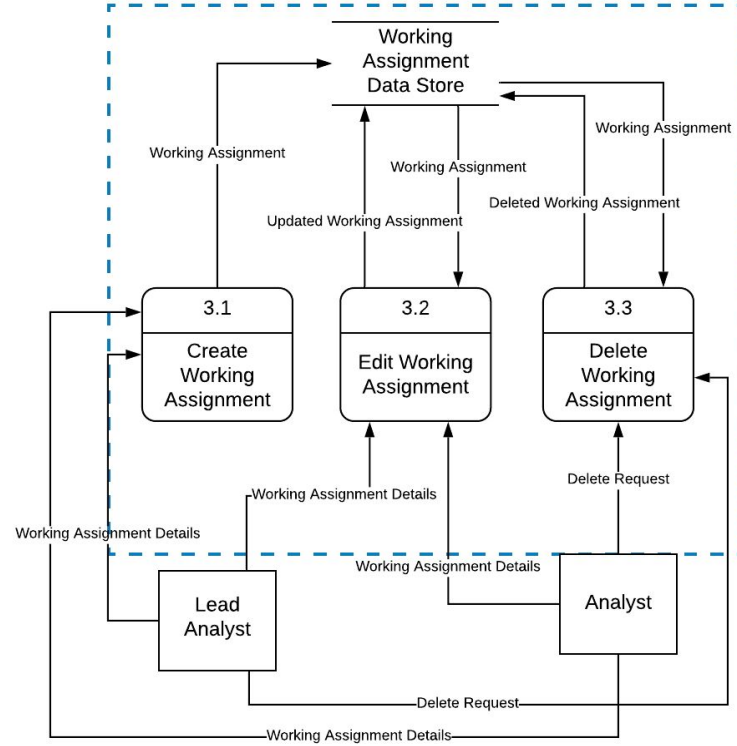 Working
Assignment
Data Store
Working Assignment
Working Assignment
Working Assignment
Deleted Working Assignment
Updated Working Assignment
3.1
Create
Working
Assignment
3.2
Edit Working
Assignment
3.3
Delete
Working
Assignment
Delete Request
Working Assignment Details
Working Assignment Details
Working Assignment Details
Lead
Analyst
Analyst
Delete Request
Working Assignment Details